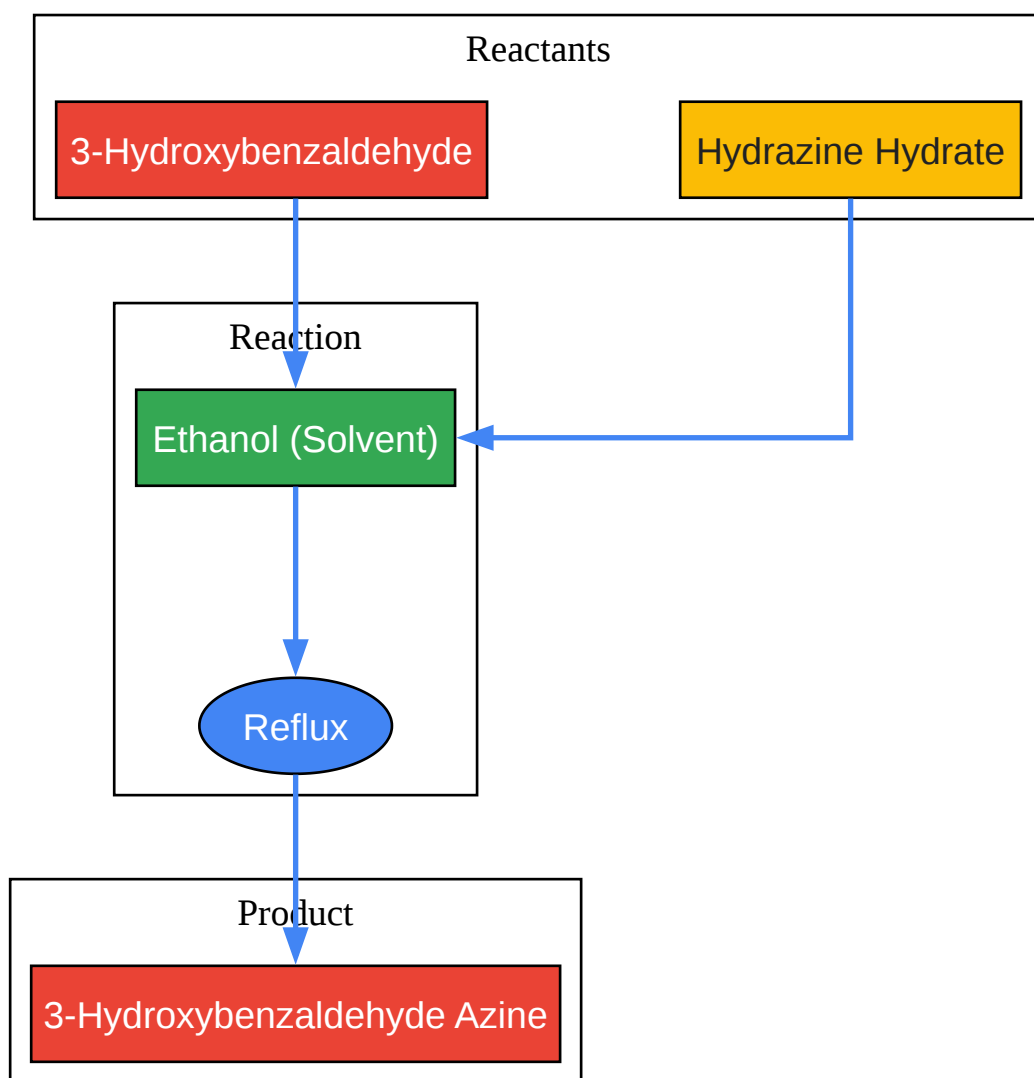 Reactants
3-Hydroxybenzaldehyde
Hydrazine Hydrate
Reaction
Ethanol (Solvent)
Reflux
Product
3-Hydroxybenzaldehyde Azine